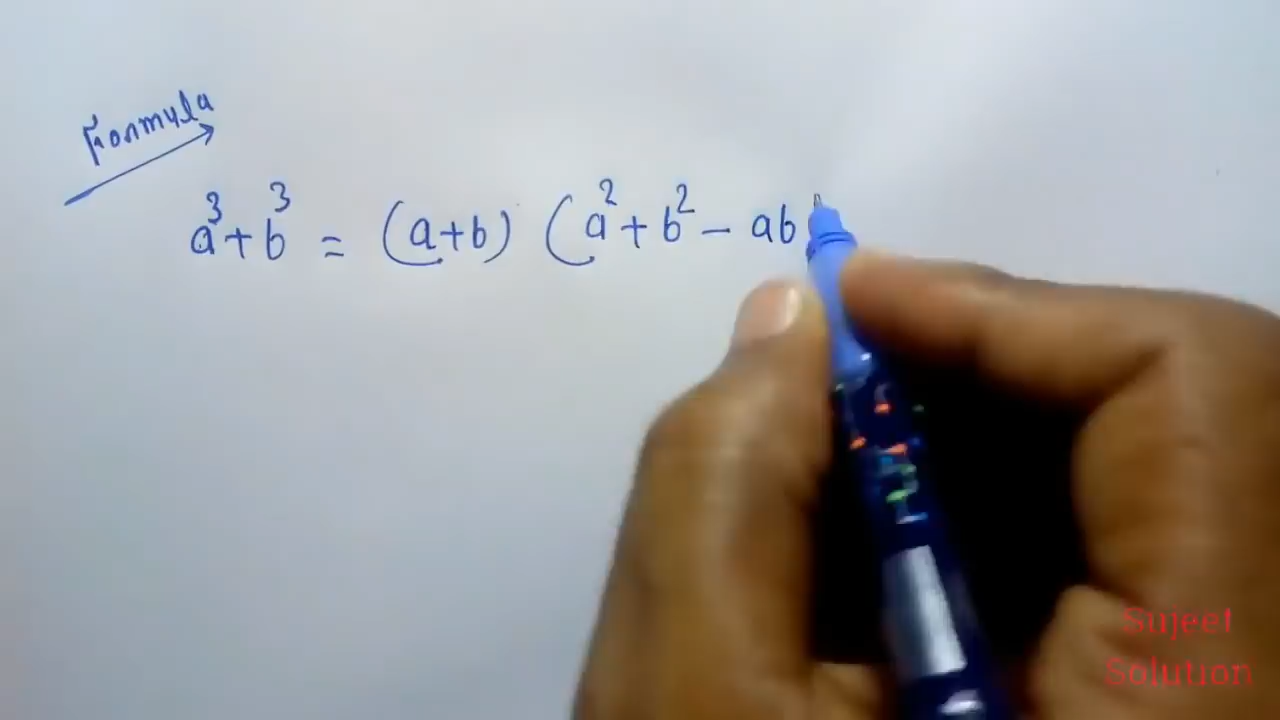 Formula
a³+b³ = (a+b) (a²+b²-ab
Sujeet
Solution